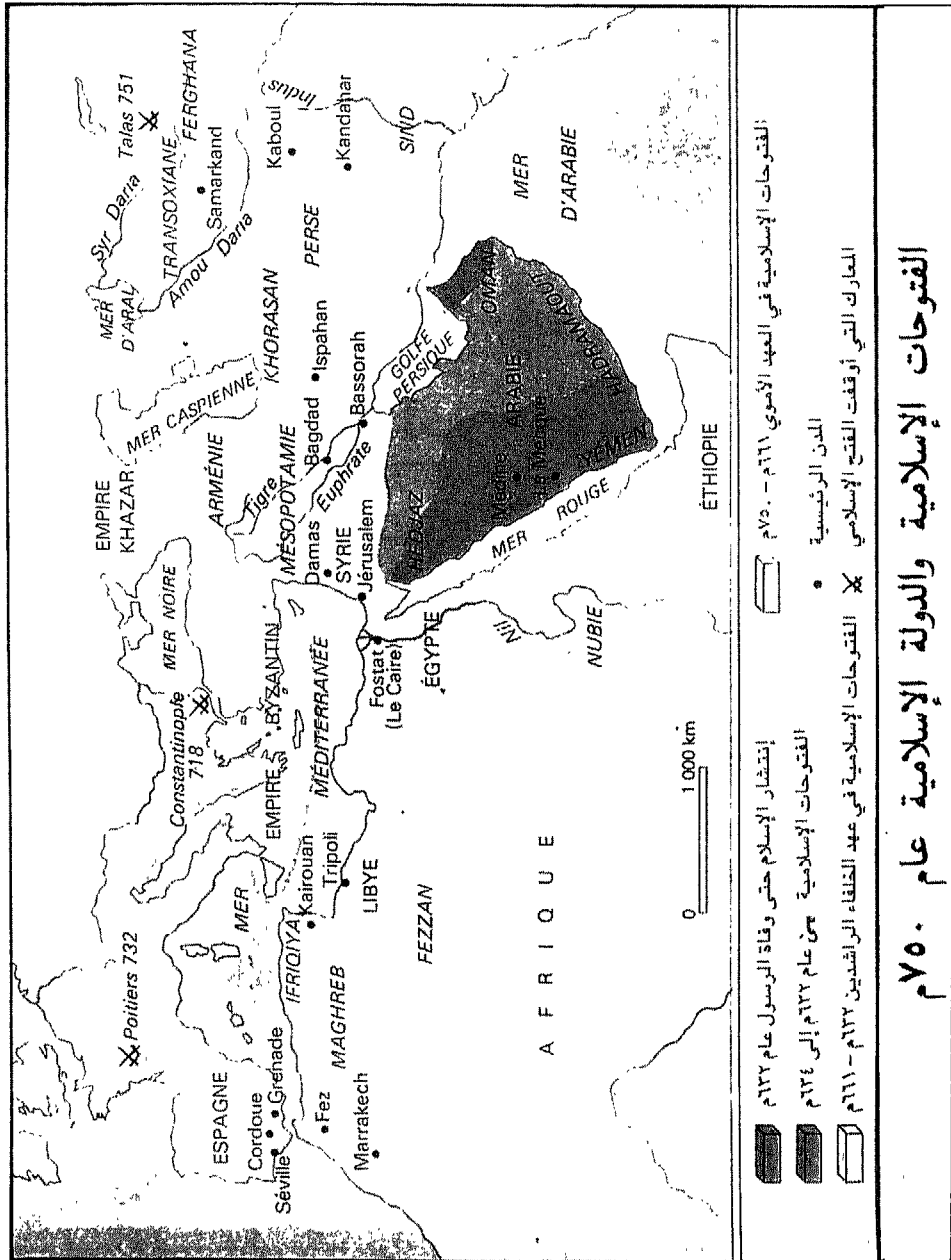 Poitiers 732
ESPAGNE
Cordoue
Séville
Grenade
Fez
Marrakech
MAGHREB
IFRIQIYA
Kairouan
Tripoli
LIBYE
FEZZAN
A F R I Q U E
0 1 000 km
MER
MÉDITERRANÉE
EMPIRE
BYZANTIN
Constantinople
718
MER NOIRE
EMPIRE
KHAZAR
ARMÉNIE
MER CASPIENNE
MER
D'ARAL
Syr Daria
Talas 751
TRANSOXIANE
FERGHANA
Samarkand
Amou Daria
KHORASAN
PERSE
Kaboul
Kandahar
Indus
SIND
Tigre
MÉSOPOTAMIE
Bagdad
Euphrate
Ispahan
Bassorah
Damas
SYRIE
Jérusalem
Fostat
(Le Caire)
ÉGYPTE
Nil
NUBIE
GOLFE
PERSIQUE
HEDJAZ
Médine
ARABIE
La Mecque
OMAN
HADRAMAOUT
YÉMEN
MER ROUGE
ÉTHIOPIE
MER
D'ARABIE
إنتشار الإسلام حتى وفاة الرسول عام ٦٣٢م
الفتوحات الإسلامية من عام ٦٣٢م إلى ٦٣٤م
الفتوحات الإسلامية في عهد الخلفاء الراشدين ٦٣٢م - ٦٦١م
الفتوحات الإسلامية في العهد الأموي ٦٦١م - ٧٥٠م
المدن الرئيسية
المعارك التي أوقفت الفتح الإسلامي
الفتوحات الإسلامية والدولة الإسلامية عام ٧٥٠م